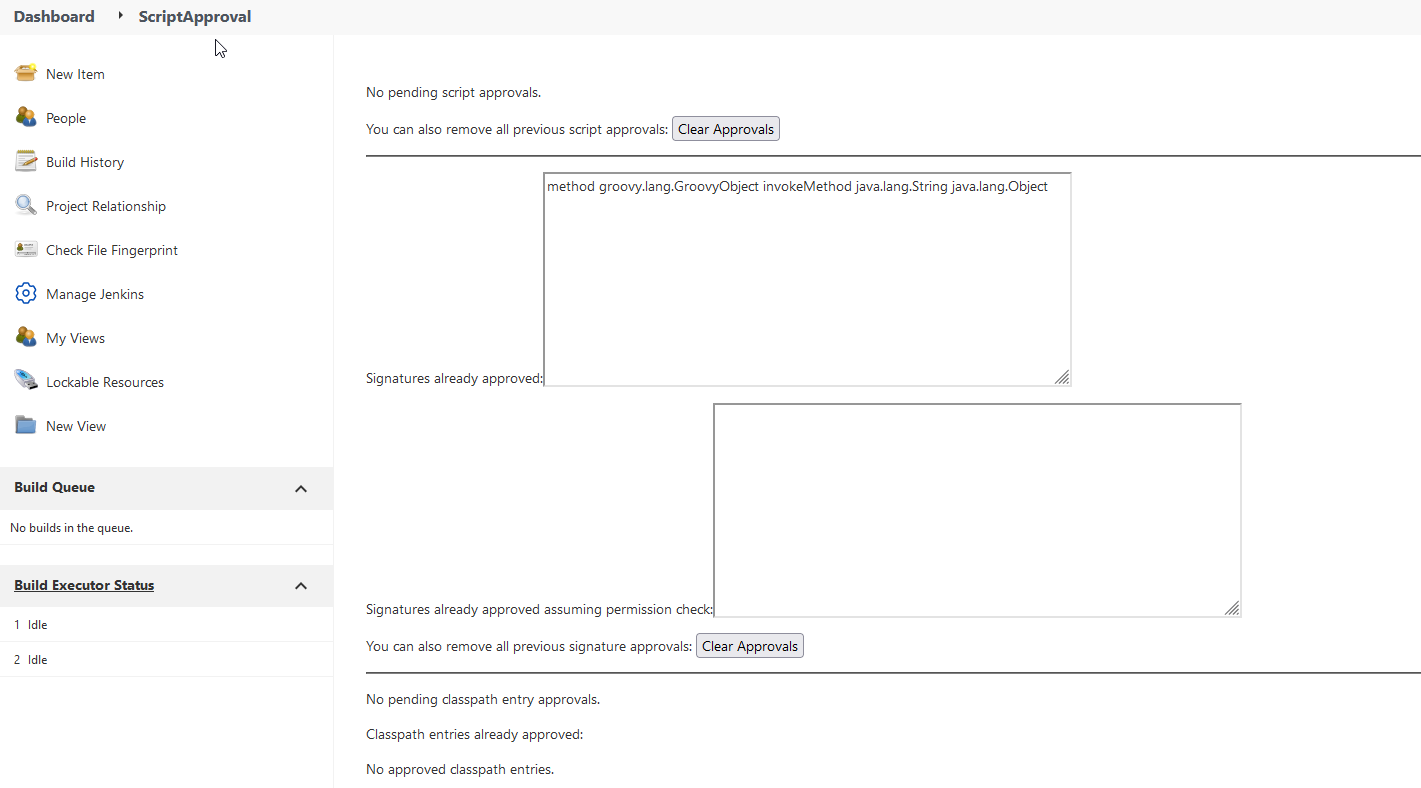 Dashboard ScriptApproval
New Item
People
Build History
Project Relationship
Check File Fingerprint
Manage Jenkins
My Views
Lockable Resources
New View
Build Queue
No builds in the queue.
Build Executor Status
1 Idle
2 Idle
No pending script approvals.
You can also remove all previous script approvals: Clear Approvals
method groovy.lang.GroovyObject invokeMethod java.lang.String java.lang.Object
Signatures already approved:
Signatures already approved assuming permission check:
You can also remove all previous signature approvals: Clear Approvals
No pending classpath entry approvals.
Classpath entries already approved:
No approved classpath entries.